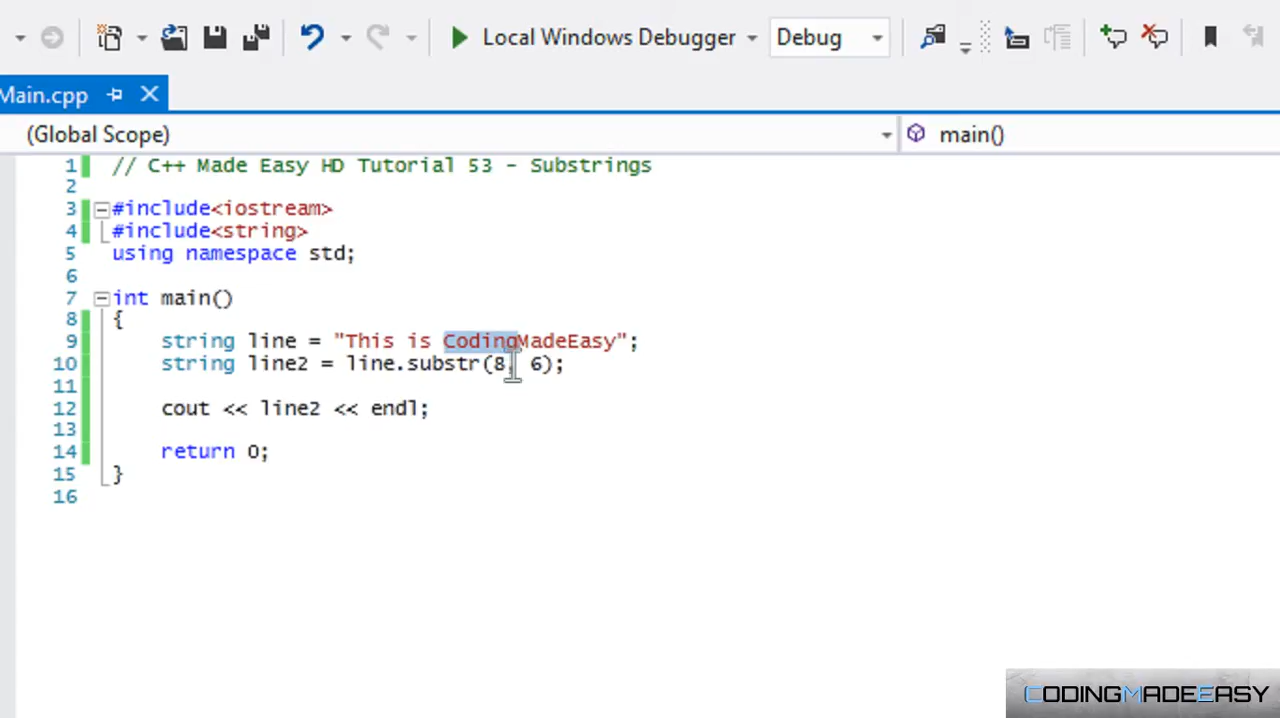 Local Windows Debugger Debug
Main.cpp
(Global Scope) main()
1 // C++ Made Easy HD Tutorial 53 - Substrings
2
3 #include<iostream>
4 #include<string>
5 using namespace std;
6
7 int main()
8 {
9 string line = "This is CodingMadeEasy";
10 string line2 = line.substr(8, 6);
11
12 cout << line2 << endl;
13
14 return 0;
15 }
16
CODINGMADEEASY